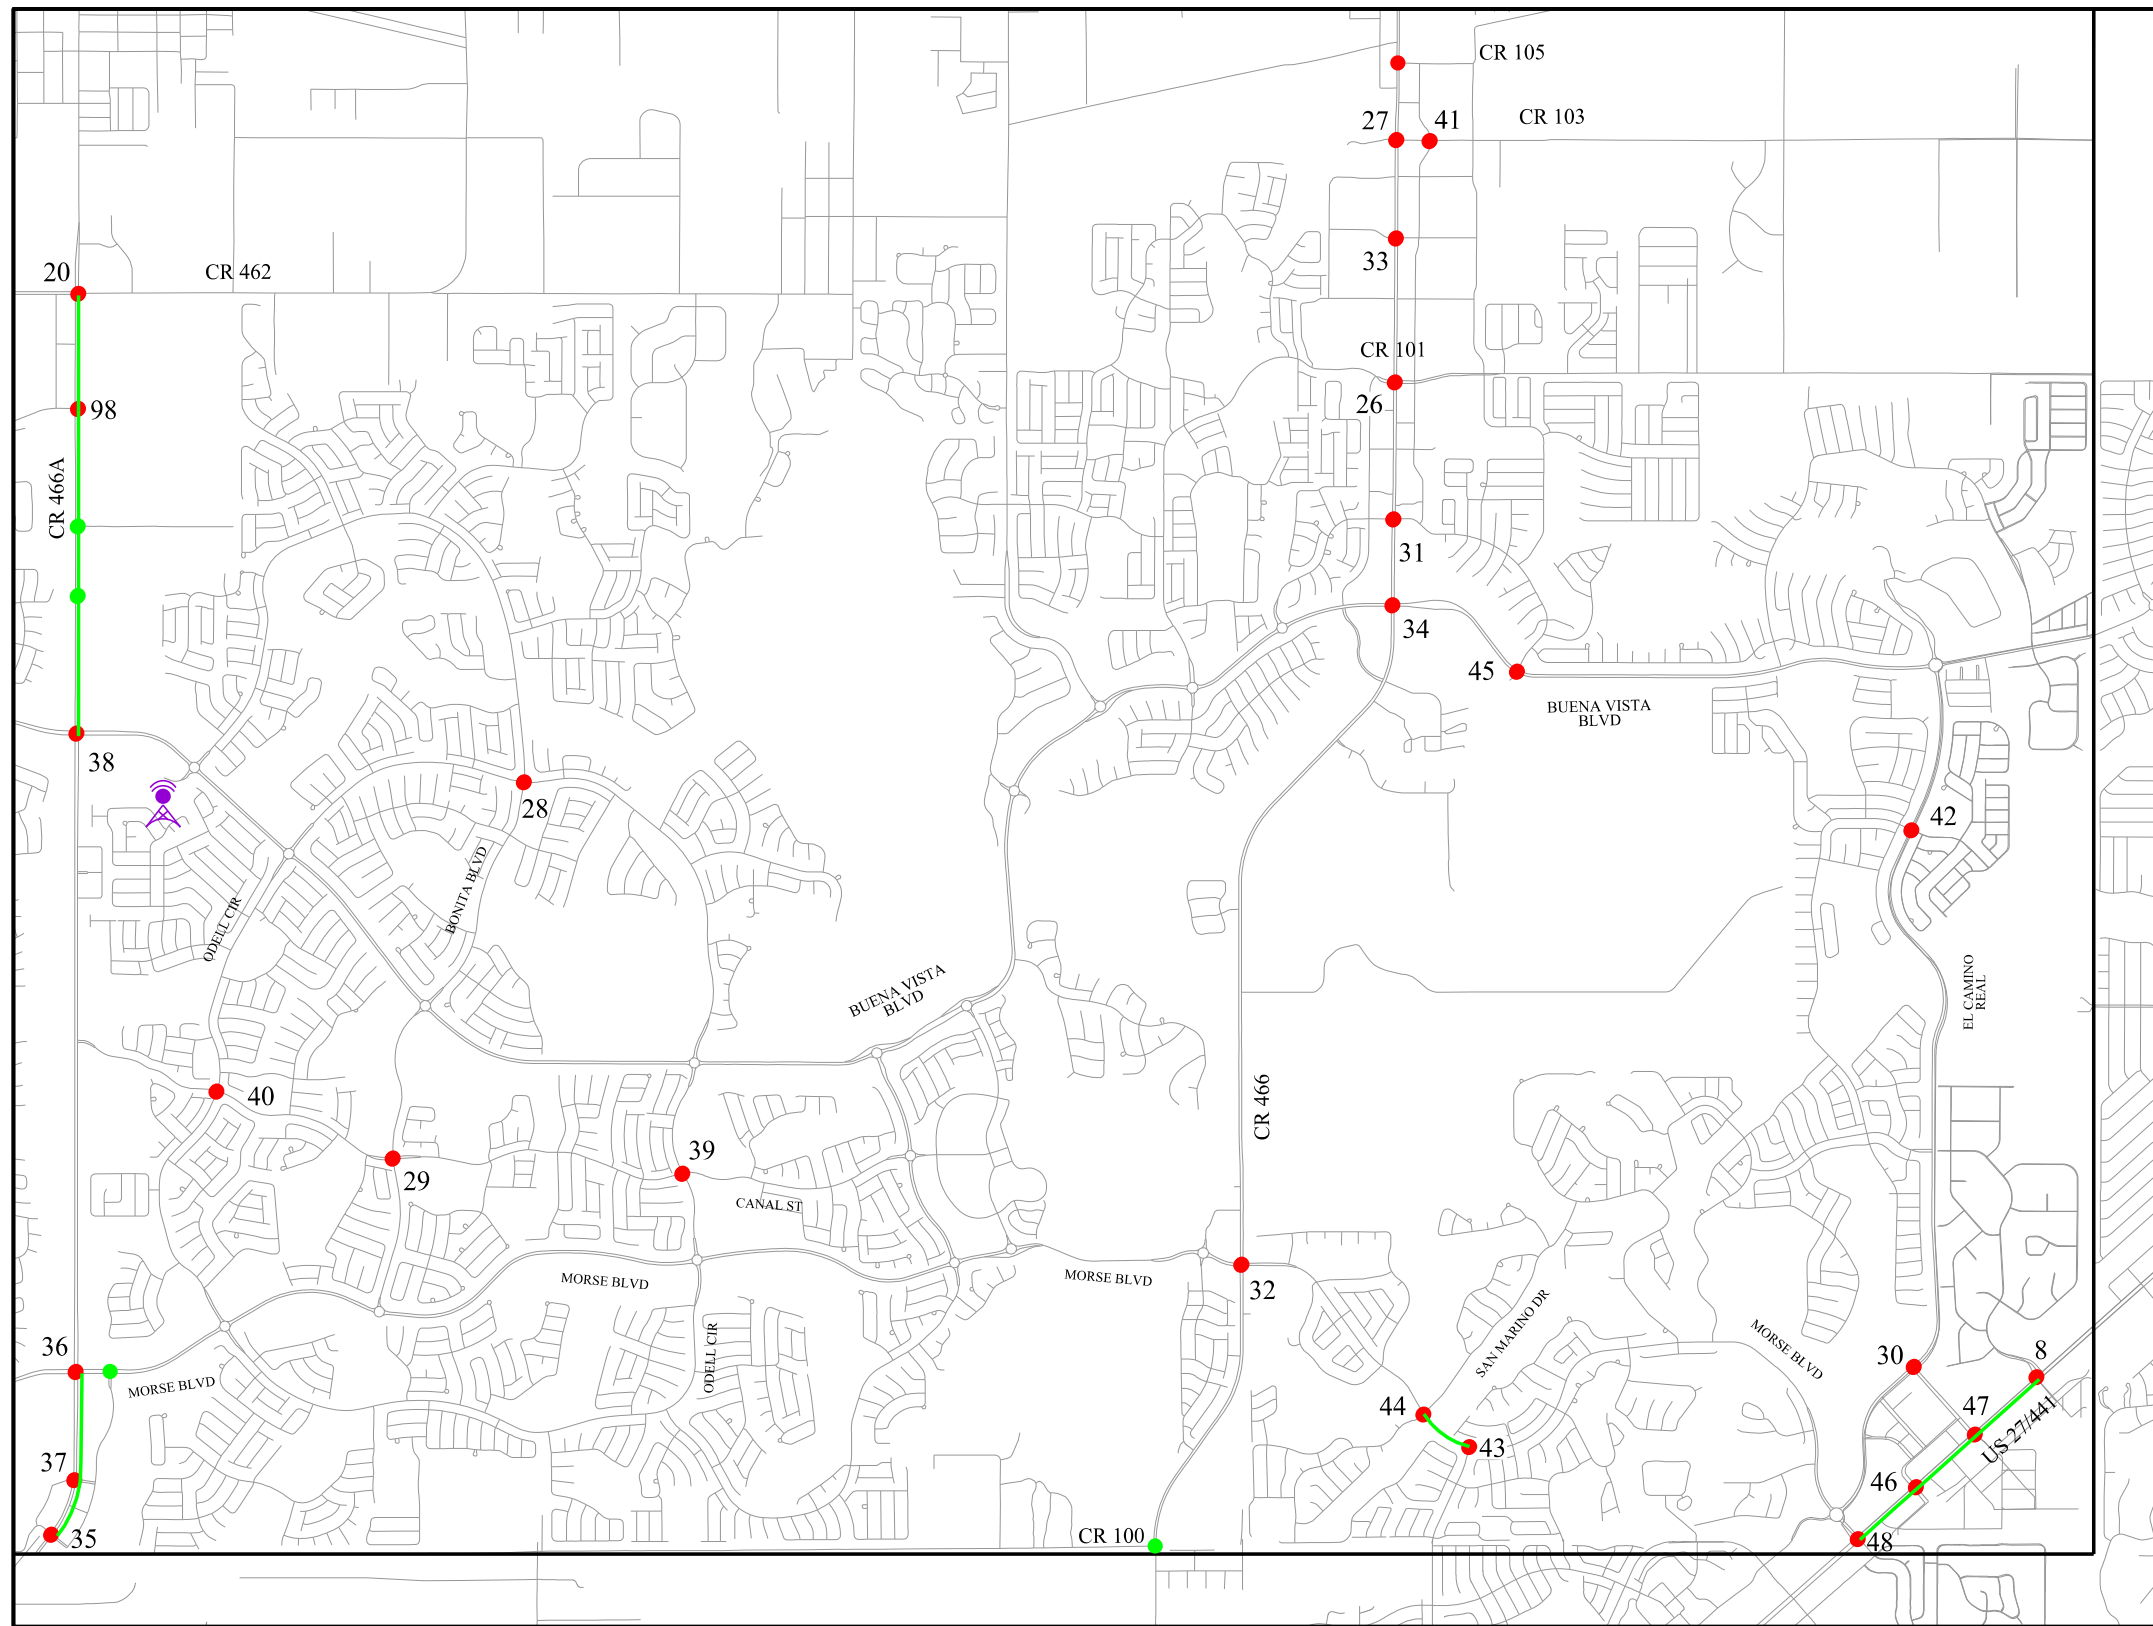 CR 105
27
41
CR 103
33
20
CR 462
CR 101
26
98
CR 466A
31
34
45
BUENA VISTA
BLVD
38
28
42
BONITA BLVD
ODELL CIR
BUENA VISTA
BLVD
EL CAMINO
REAL
40
CR 466
39
29
CANAL ST
MORSE BLVD
MORSE BLVD
32
SAN MARINO DR
MORSE BLVD
36
MORSE BLVD
ODELL CIR
30
8
44
47
43
US 27/441
37
46
35
CR 100
48